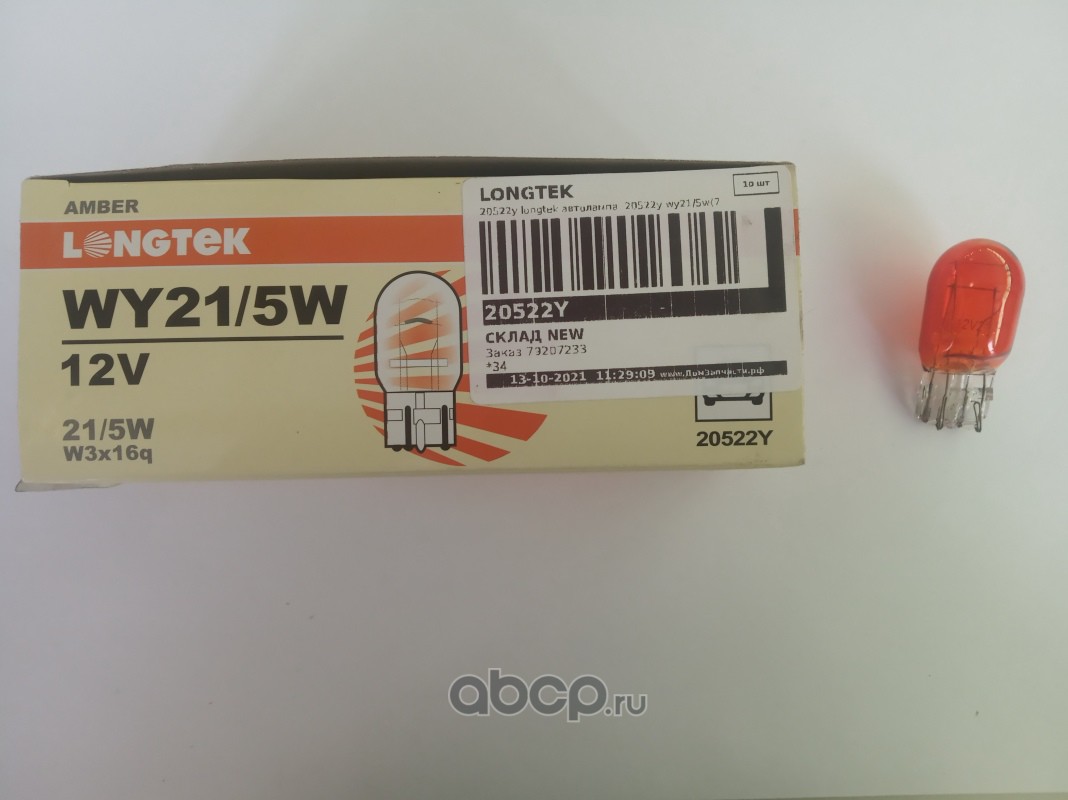 AMBER
LONGTEK
WY21/5W
12V
21/5W
W3x16q
LONGTEK
10 шт
20522y longtek автолампа 20522y wy21/5w(7
20522Y
СКЛАД NEW
Заказ 79207233
*34
13-10-2021 11:29:09 www.ДомЗапчасти.рф
20522Y
abcp.ru